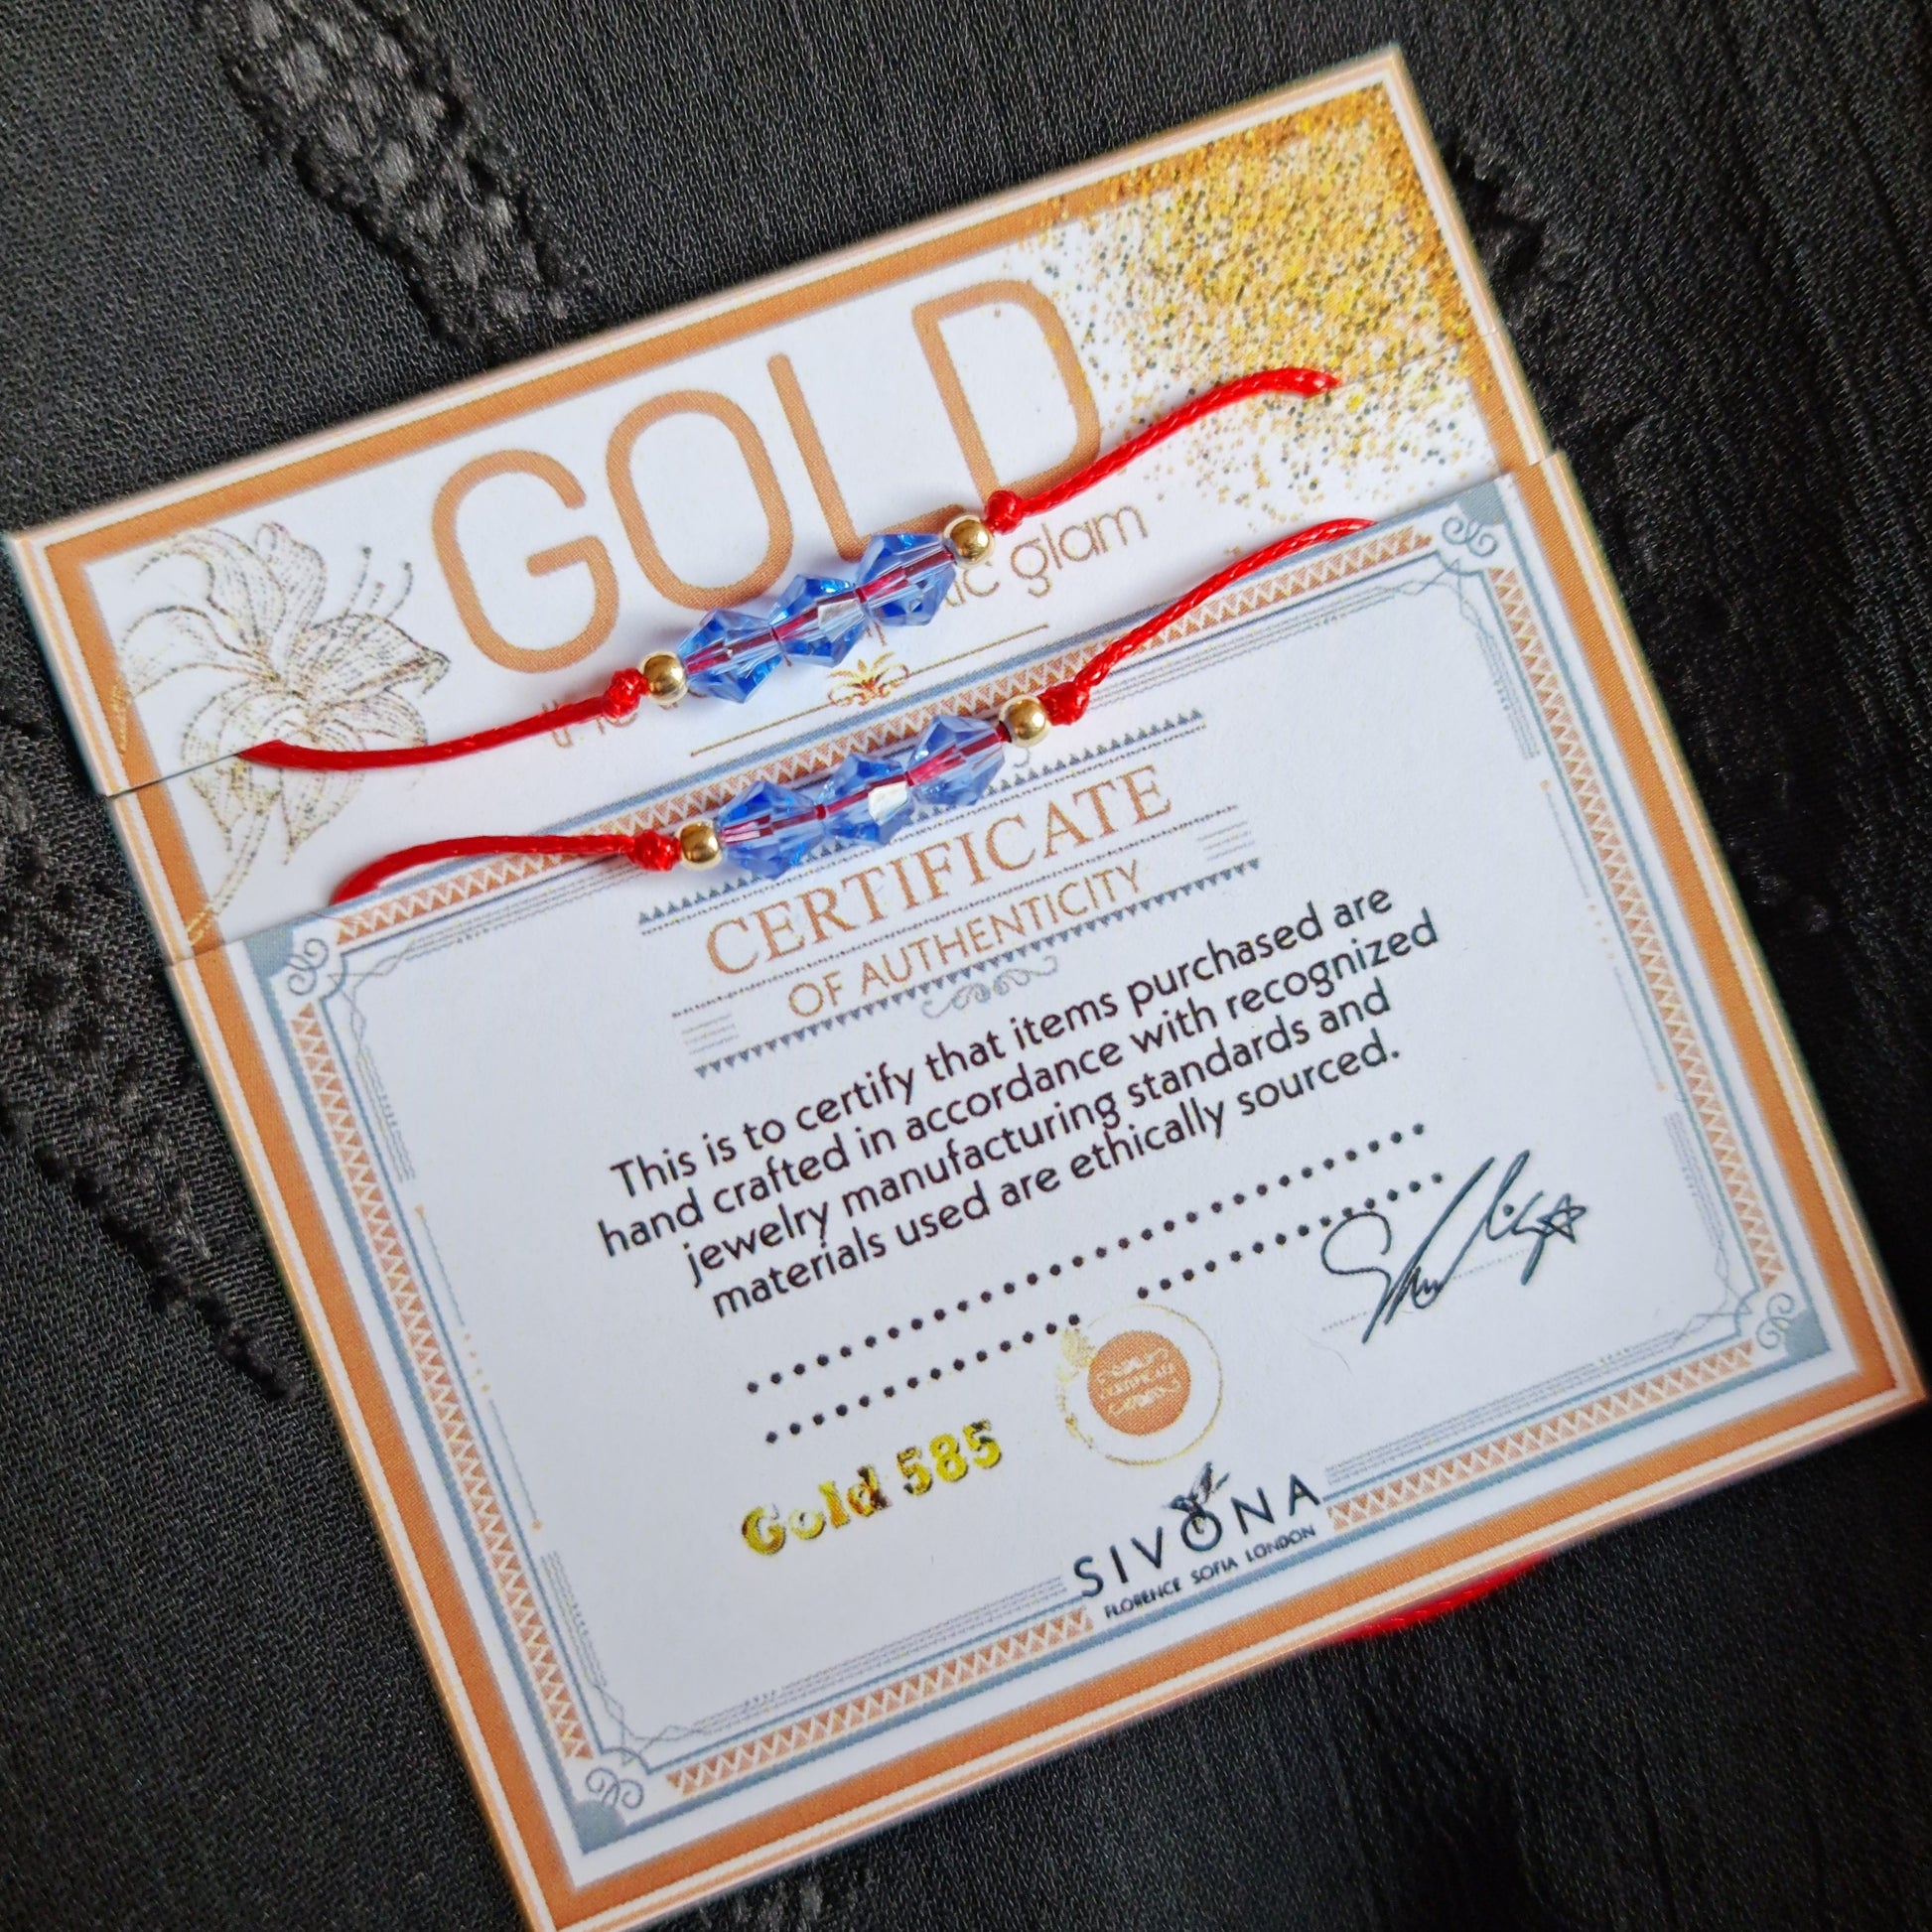 GOLD
glam
CERTIFICATE
OF AUTHENTICITY
This is to certify that items purchased are
hand crafted in accordance with recognized
jewelry manufacturing standards and
materials used are ethically sourced.
Gold 585
SIVONA
FLORENCE SOFIA LONDON